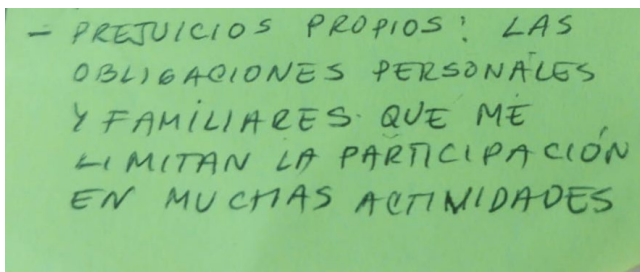 - PREJUICIOS PROPIOS: LAS
OBLIGACIONES PERSONALES
Y FAMILIARES QUE ME
LIMITAN LA PARTICIPACIÓN
EN MUCHAS ACTIVIDADES